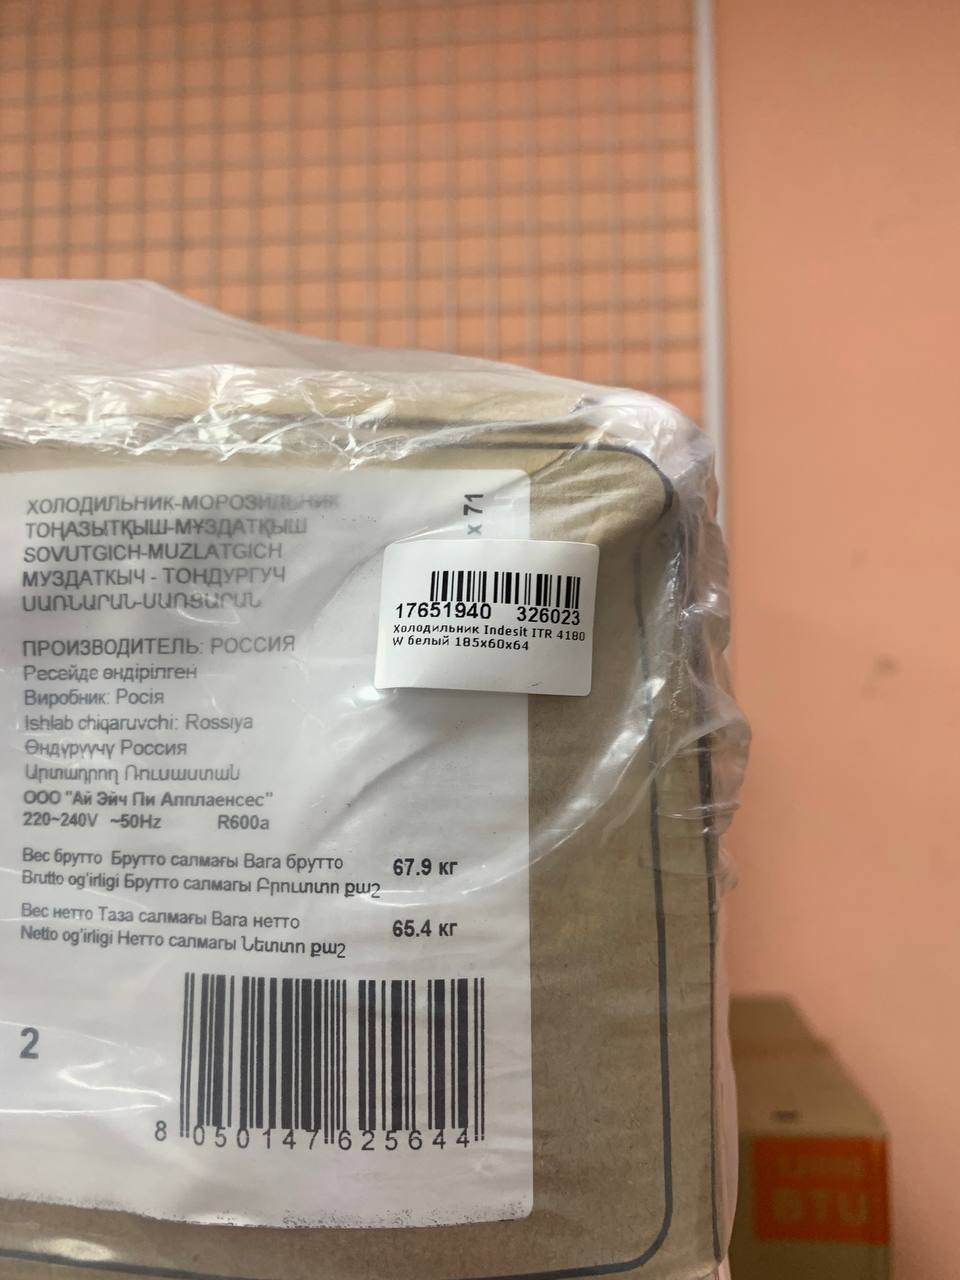 ХОЛОДИЛЬНИК-МОРОЗИЛЬНИК
ТОҢАЗЫТҚЫШ-МҰЗДАТҚЫШ
SOVUTGICH-MUZLATGICH
МУЗДАТКЫЧ - ТОНДУРГУЧ
ՍԱՌՆԱՐԱՆ-ՍԱՌՑԱՐԱՆ
x 71
17651940 326023
Холодильник Indesit ITR 4180
W белый 185x60x64
ПРОИЗВОДИТЕЛЬ: РОССИЯ
Ресейде өндірілген
Виробник: Росія
Ishlab chiqaruvchi: Rossiya
Өндүрүүчү Россия
Արտադրող Ռուսաստան
ООО "Ай Эйч Пи Апплаенсес"
220~240V ~50Hz R600a
Вес брутто Брутто салмағы Вага брутто 67.9 кг
Brutto og'irligi Брутто салмагы Բրուտտո քաշ
Вес нетто Таза салмағы Вага нетто 65.4 кг
Netto og'irligi Нетто салмагы Նետտո քաշ
2
8 050147 625644
BTU